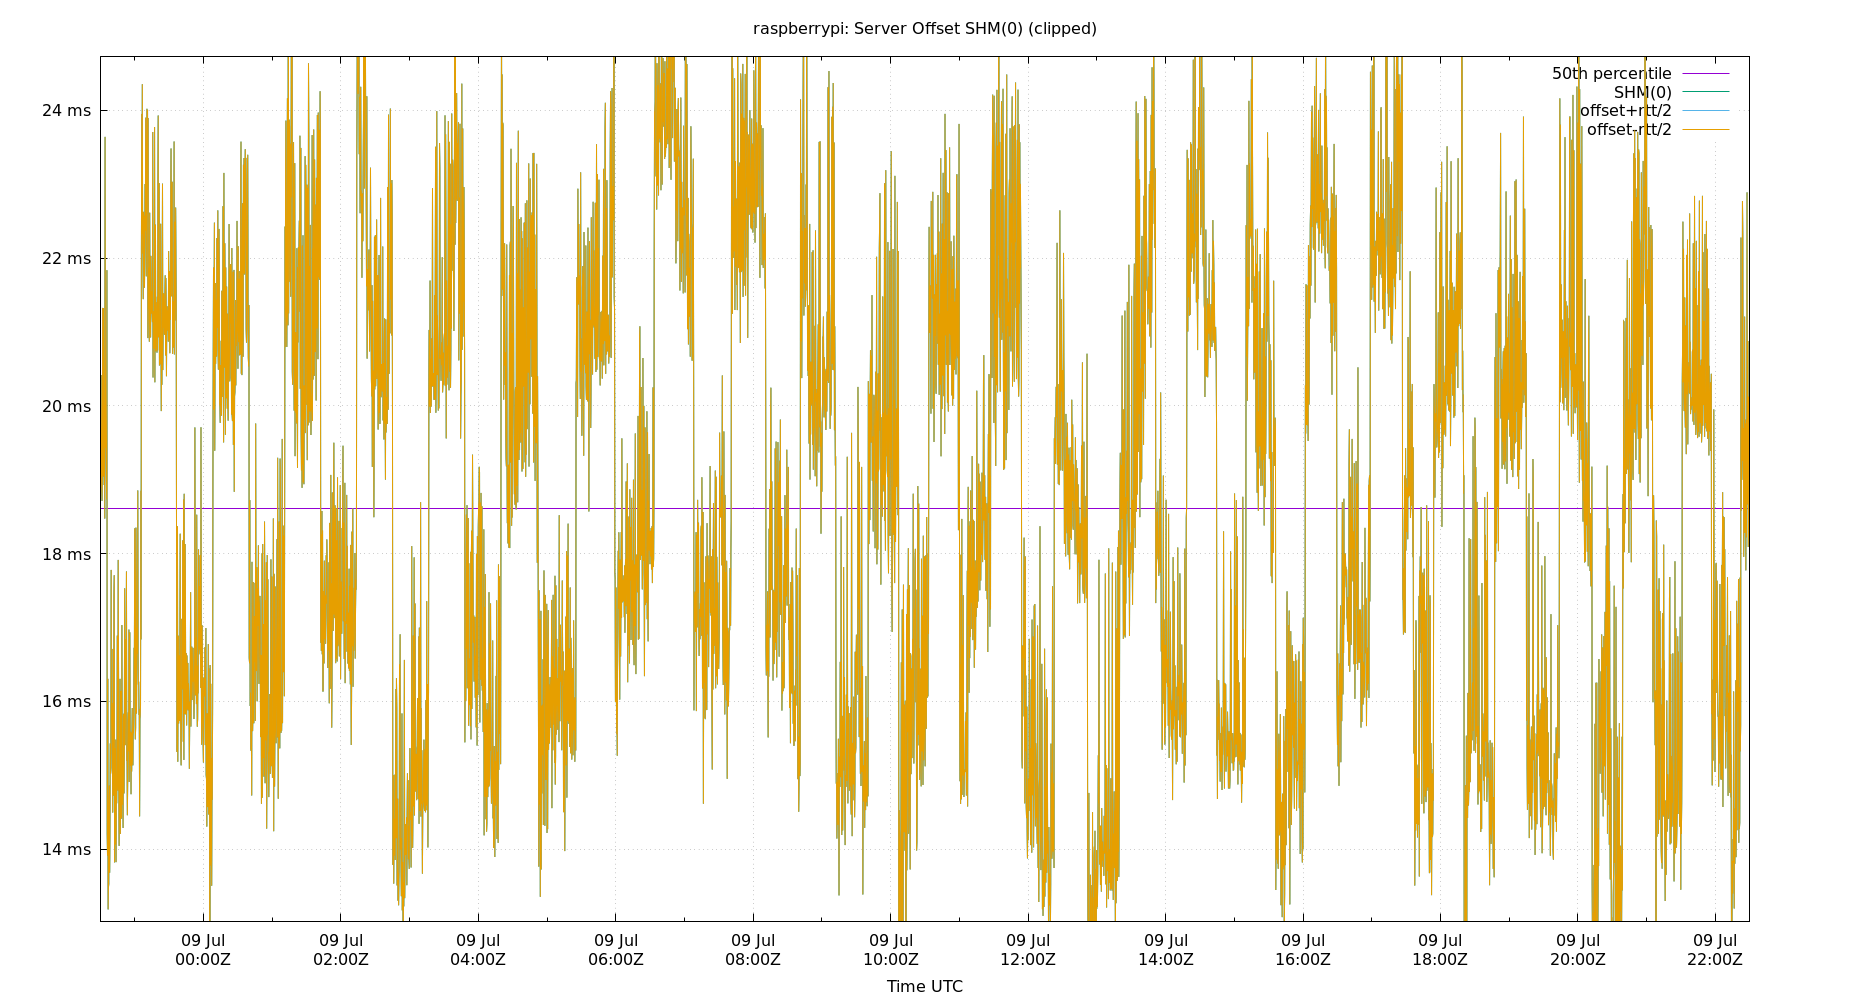 raspberrypi: Server Offset SHM(0) (clipped)
50th percentile
SHM(0)
offset+rtt/2
offset-rtt/2
24 ms
22 ms
20 ms
18 ms
16 ms
14 ms
09 Jul 09 Jul 09 Jul 09 Jul 09 Jul 09 Jul 09 Jul 09 Jul 09 Jul 09 Jul 09 Jul 09 Jul
00:00Z 02:00Z 04:00Z 06:00Z 08:00Z 10:00Z 12:00Z 14:00Z 16:00Z 18:00Z 20:00Z 22:00Z
Time UTC